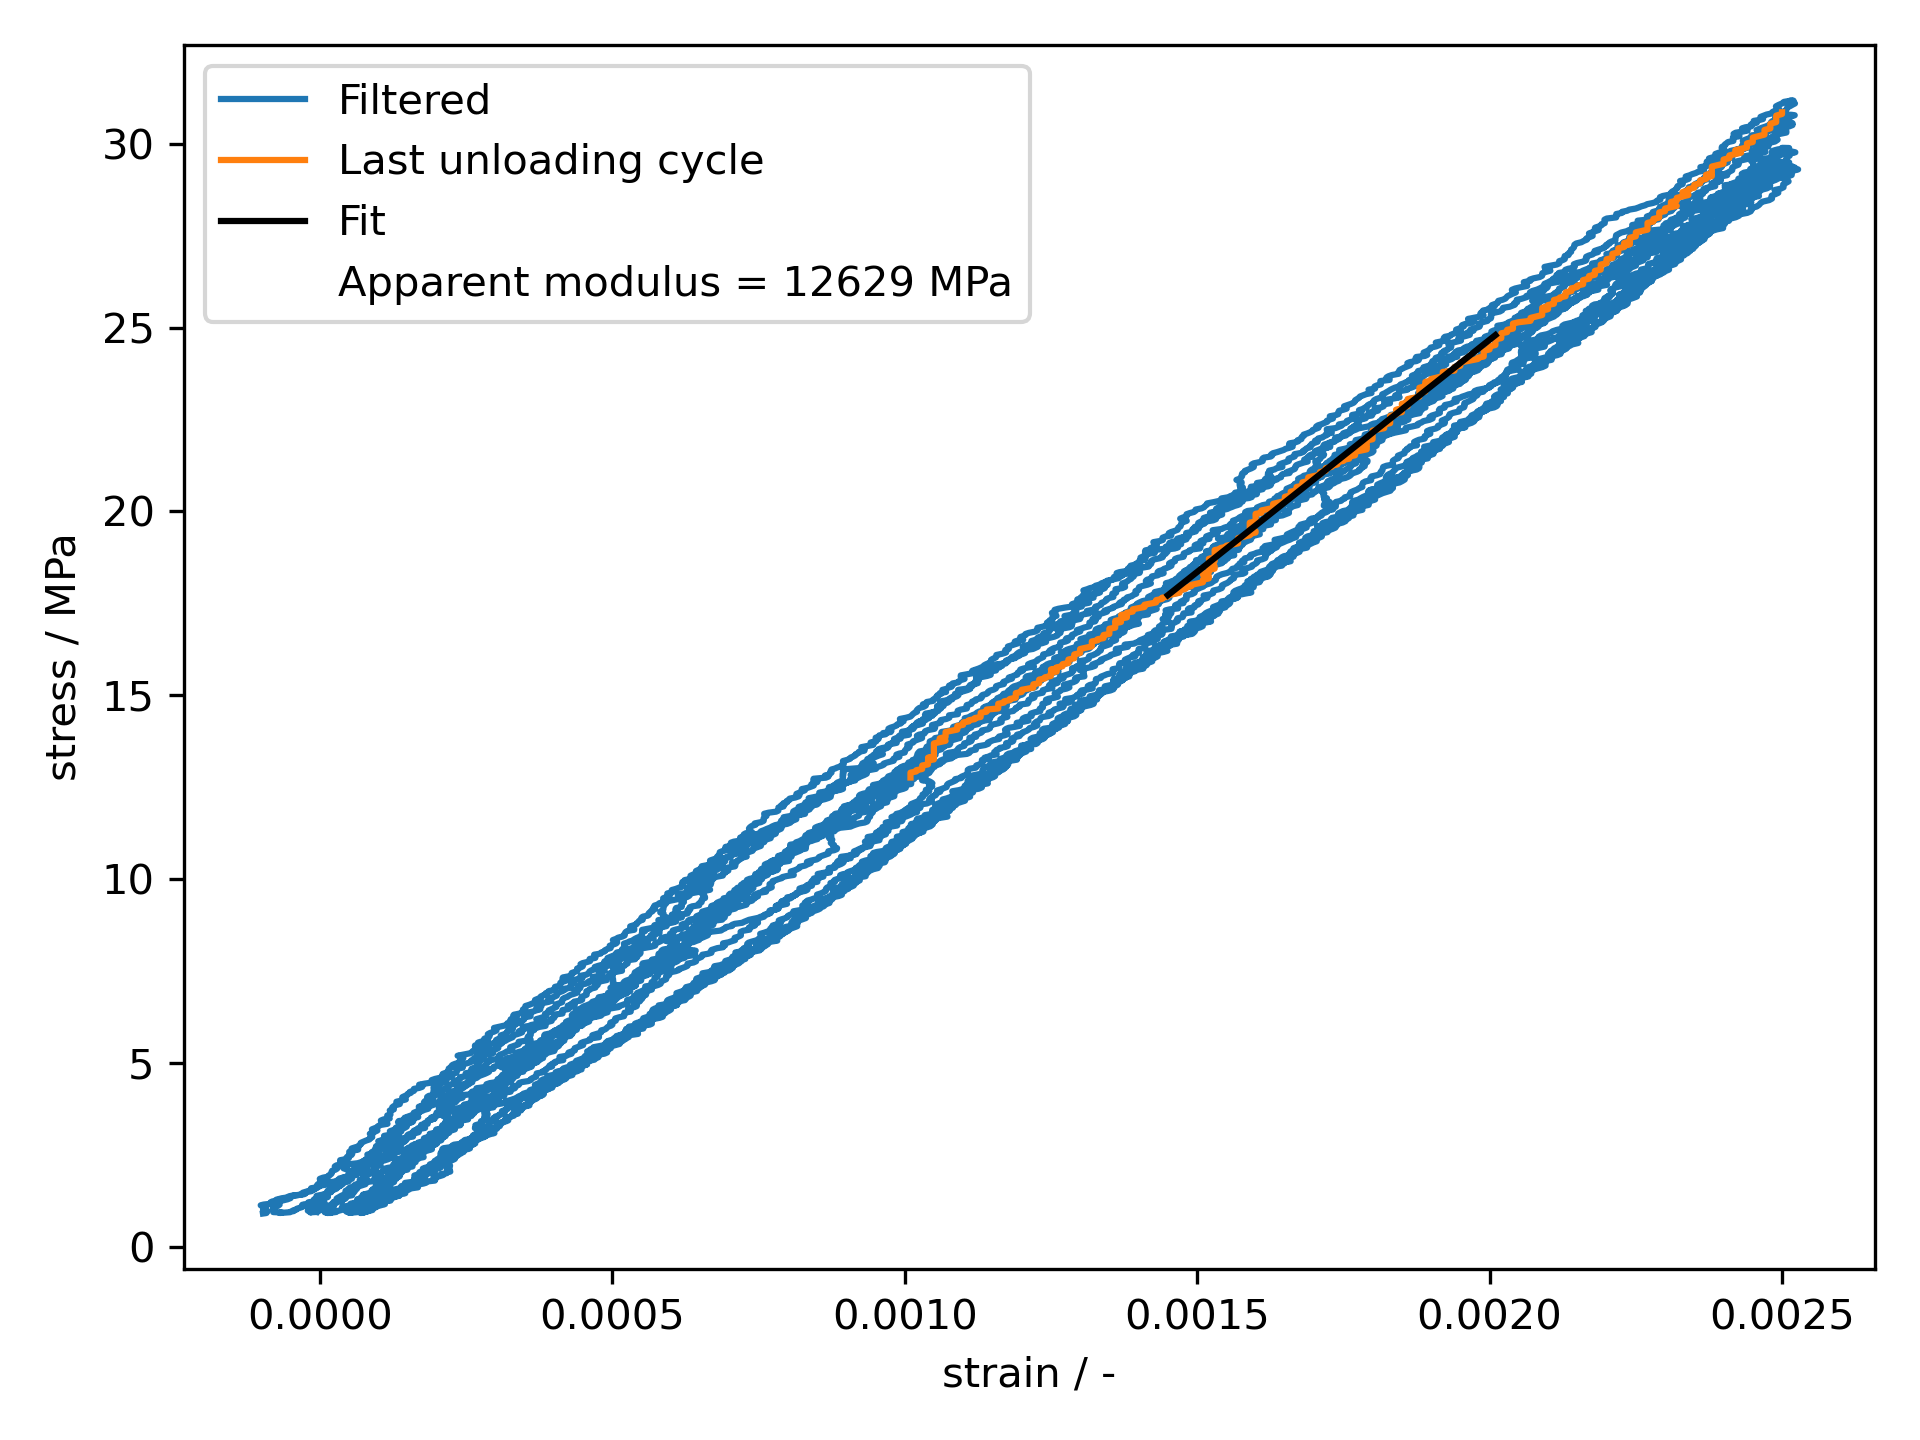 Filtered
Last unloading cycle
Fit
Apparent modulus = 12629 MPa
30
25
20
15
10
5
0
stress / MPa
0.0000 0.0005 0.0010 0.0015 0.0020 0.0025
strain / -